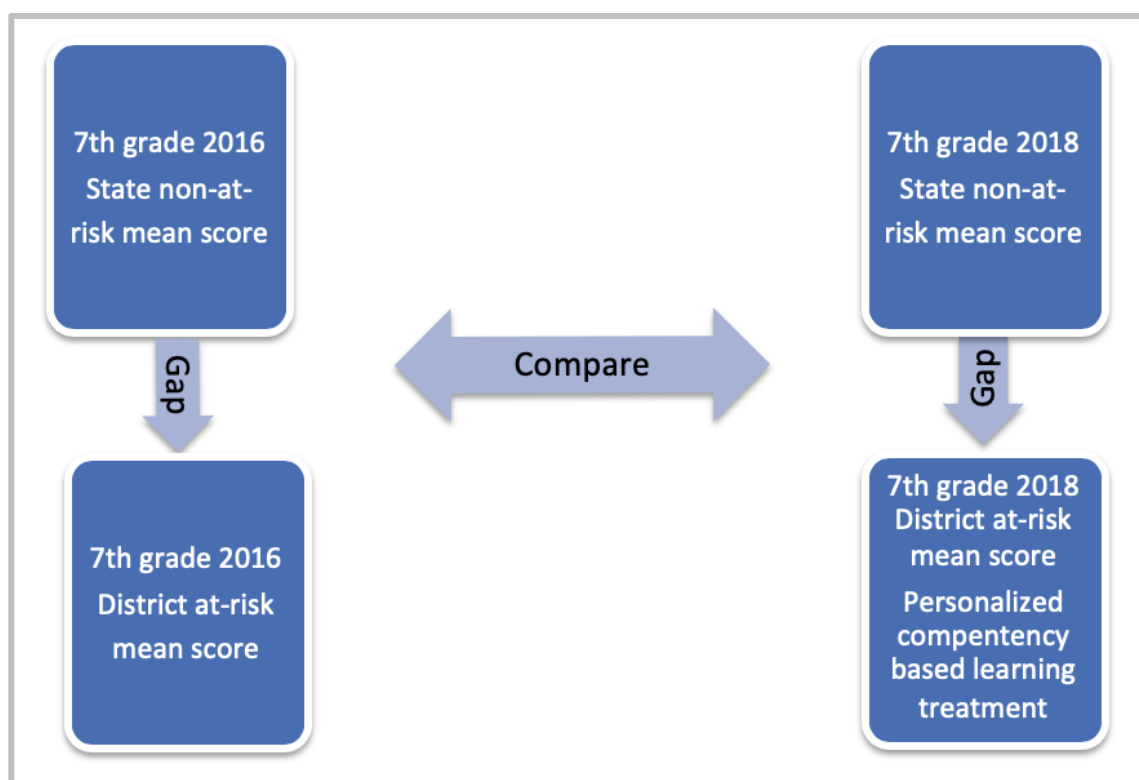 7th grade 2016
State non-at-
risk mean score
Gap
7th grade 2016
District at-risk
mean score
Compare
7th grade 2018
State non-at-
risk mean score
Gap
7th grade 2018
District at-risk
mean score
Personalized
compentency
based learning
treatment